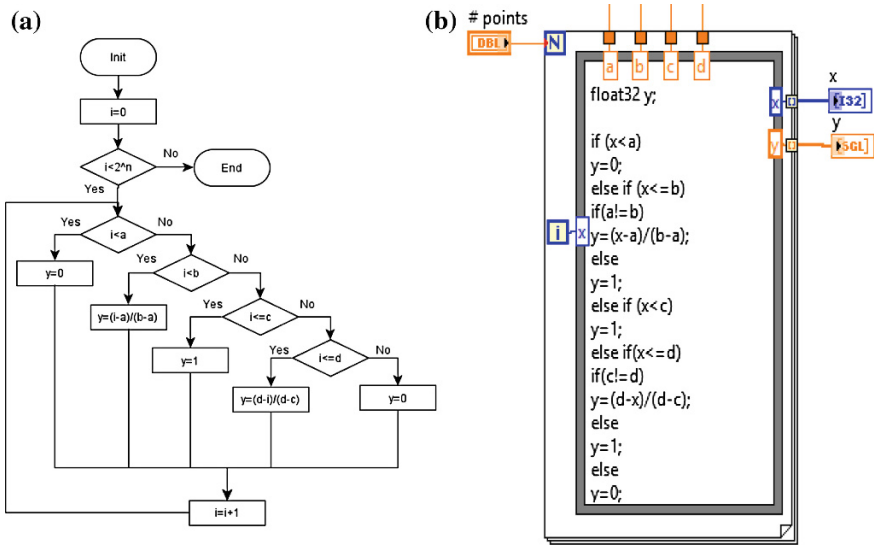 (a)
Init
i=0
i<2^n
No
End
Yes
i<a
Yes
No
y=0
i<b
Yes
No
y=(i-a)/(b-a)
i<=c
Yes
No
y=1
i<=d
Yes
No
y=(d-i)/(d-c)
y=0
i=i+1
(b)
# points
DBL
N
a b c d
float32 y;
if (x<a)
y=0;
else if (x<=b)
if(a!=b)
y=(x-a)/(b-a);
else
y=1;
else if (x<c)
y=1;
else if(x<=d)
if(c!=d)
y=(d-x)/(d-c);
else
y=1;
else
y=0;
i
x
x
y
x
[I32]
y
SGL]